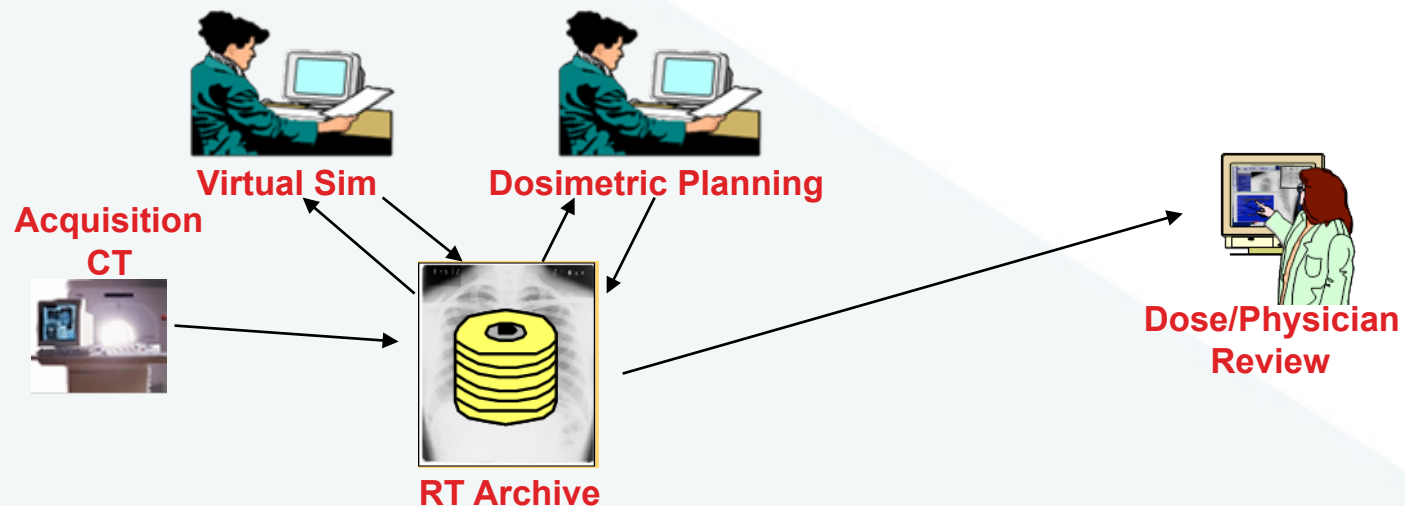 Virtual Sim
Dosimetric Planning
Acquisition
CT
Dose/Physician
Review
RT Archive